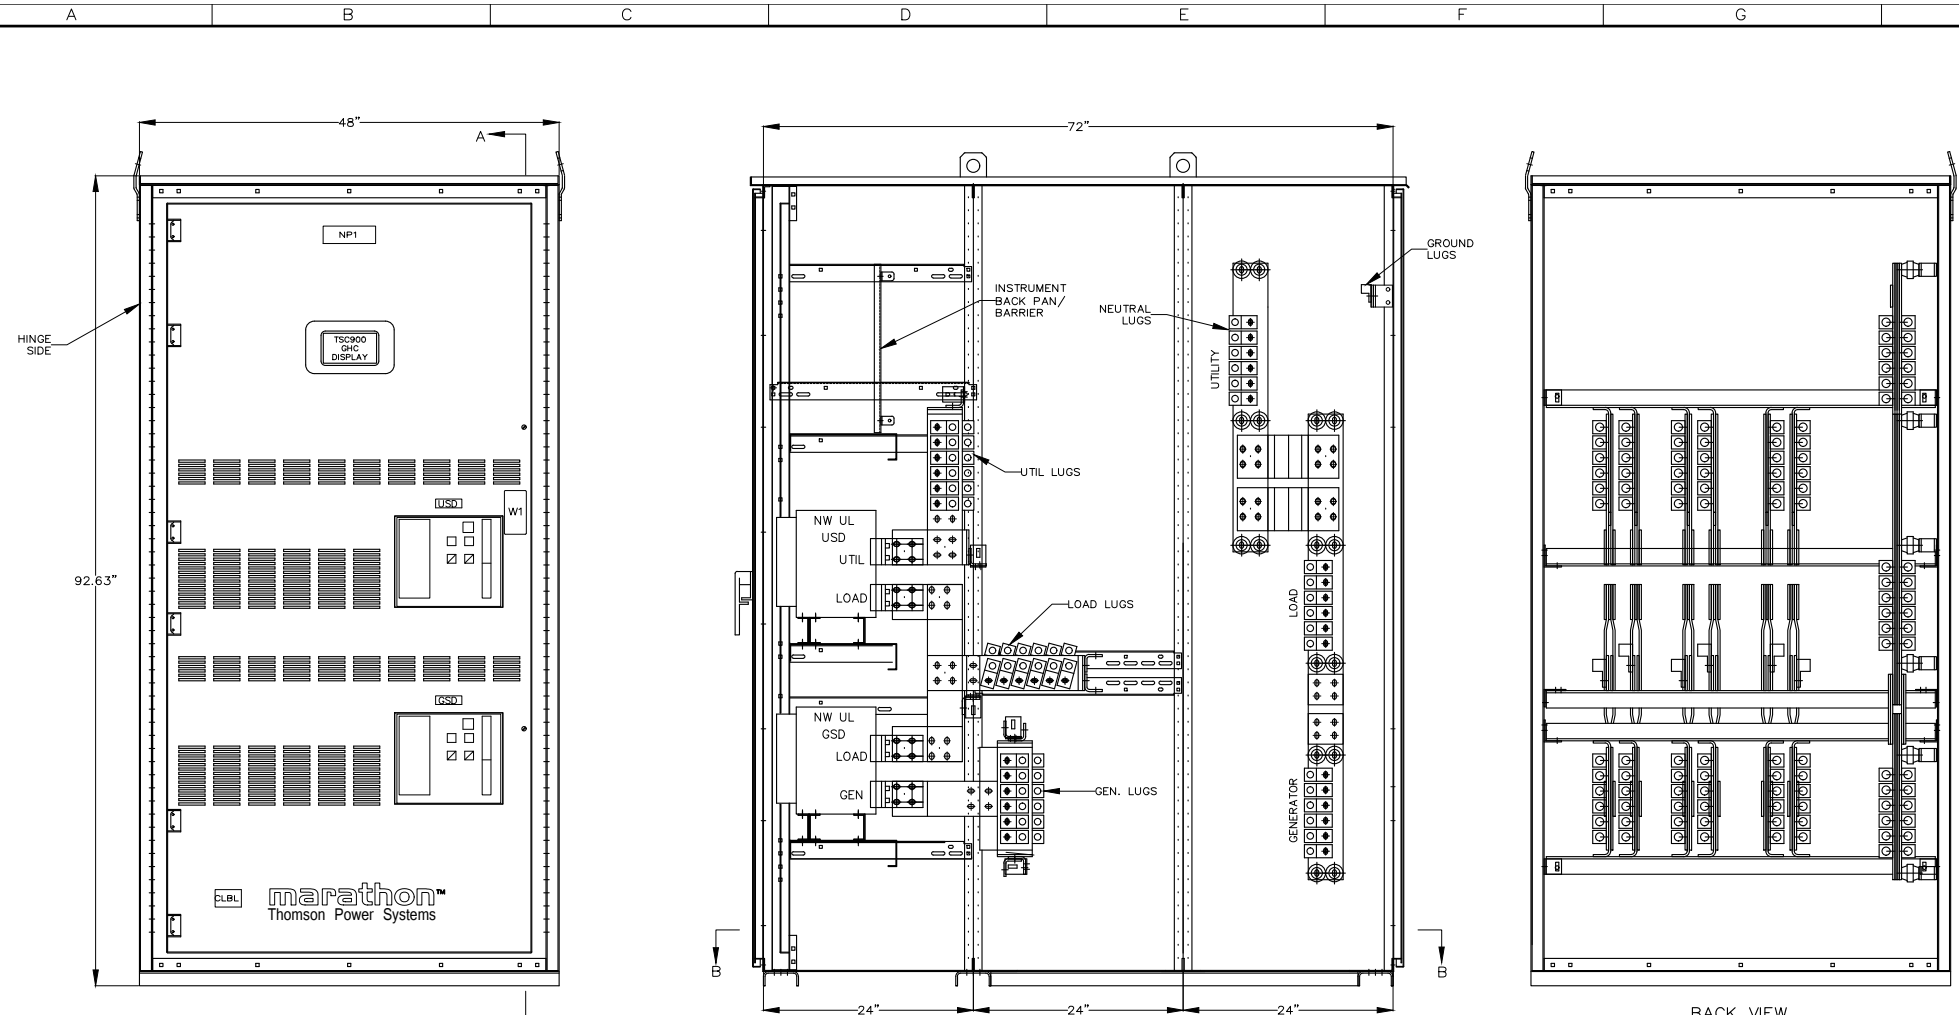 A B C D E F G
48"
A
72"
NP1
GROUND
LUGS
INSTRUMENT
BACK PAN/
BARRIER
NEUTRAL
LUGS
HINGE
SIDE
TSC900
GHC
DISPLAY
UTILITY
UTIL LUGS
USD
W1
NW UL
USD
UTIL
92.63"
LOAD
LOAD
LOAD LUGS
GSD
NW UL
GSD
LOAD
GEN
GEN. LUGS
GENERATOR
CLBL
marathon™
Thomson Power Systems
B
B
24" 24" 24"
BACK VIEW